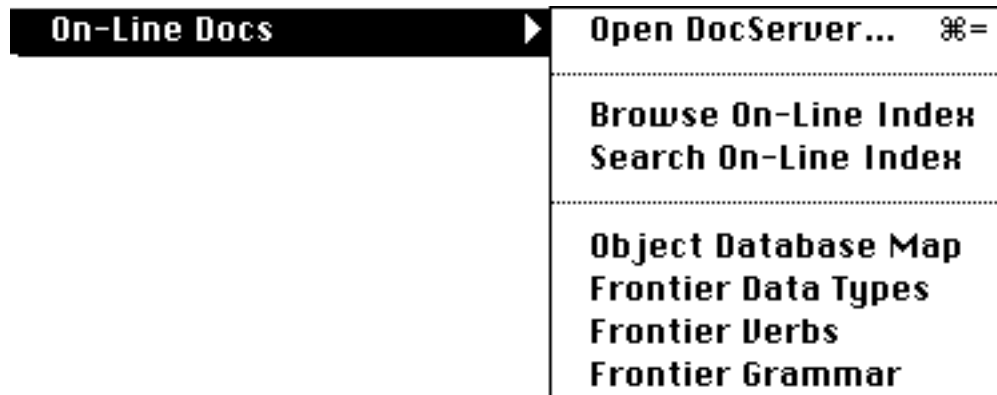 On-Line Docs
Open DocServer... ⌘=
Browse On-Line Index
Search On-Line Index
Object Database Map
Frontier Data Types
Frontier Verbs
Frontier Grammar